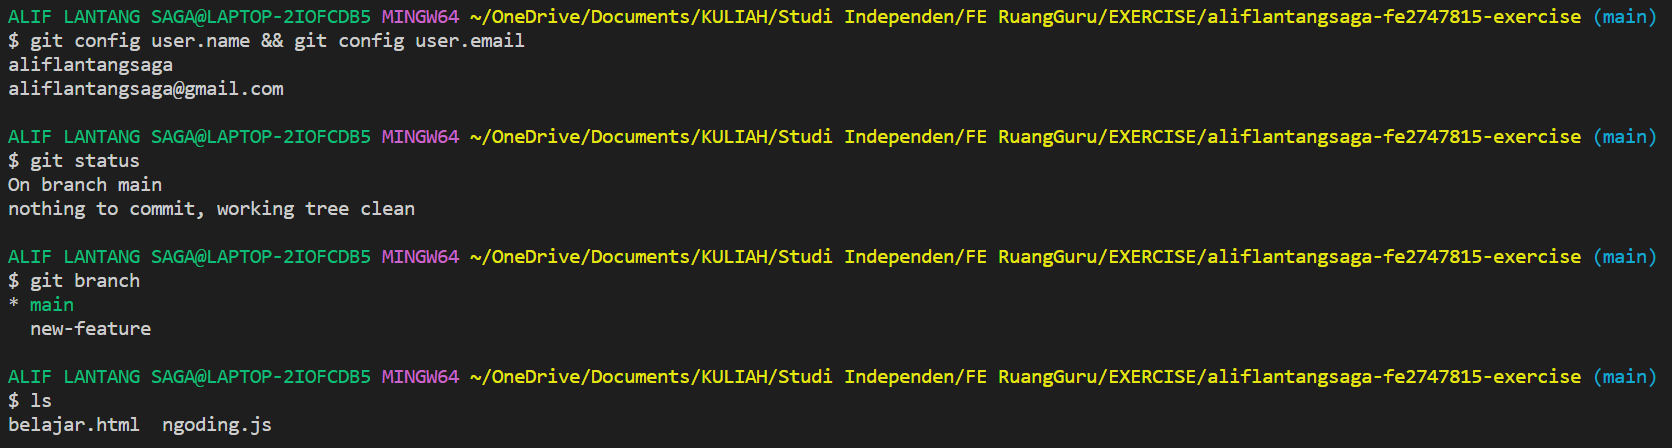 ALIF LANTANG SAGA@LAPTOP-2IOFCDB5 MINGW64 ~/OneDrive/Documents/KULIAH/Studi Independen/FE RuangGuru/EXERCISE/aliflantangsaga-fe2747815-exercise (main)
$ git config user.name && git config user.email
aliflantangsaga
aliflantangsaga@gmail.com
ALIF LANTANG SAGA@LAPTOP-2IOFCDB5 MINGW64 ~/OneDrive/Documents/KULIAH/Studi Independen/FE RuangGuru/EXERCISE/aliflantangsaga-fe2747815-exercise (main)
$ git status
On branch main
nothing to commit, working tree clean
ALIF LANTANG SAGA@LAPTOP-2IOFCDB5 MINGW64 ~/OneDrive/Documents/KULIAH/Studi Independen/FE RuangGuru/EXERCISE/aliflantangsaga-fe2747815-exercise (main)
$ git branch
* main
  new-feature
ALIF LANTANG SAGA@LAPTOP-2IOFCDB5 MINGW64 ~/OneDrive/Documents/KULIAH/Studi Independen/FE RuangGuru/EXERCISE/aliflantangsaga-fe2747815-exercise (main)
$ ls
belajar.html  ngoding.js